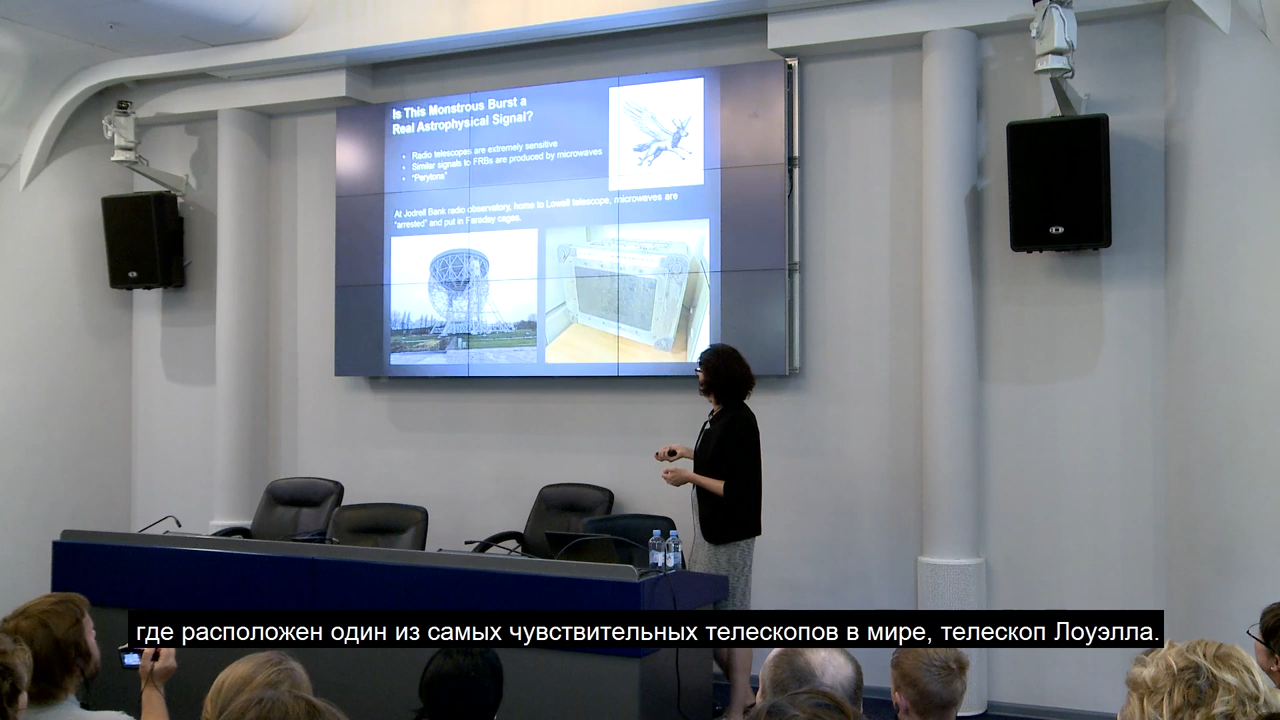 Is This Monstrous Burst a
Real Astrophysical Signal?
• Radio telescopes are extremely sensitive
• Similar signals to FRBs are produced by microwaves
• "Perytons"
At Jodrell Bank radio observatory, home to Lowell telescope, microwaves are
"arrested" and put in Faraday cages.
где расположен один из самых чувствительных телескопов в мире, телескоп Лоуэлла.